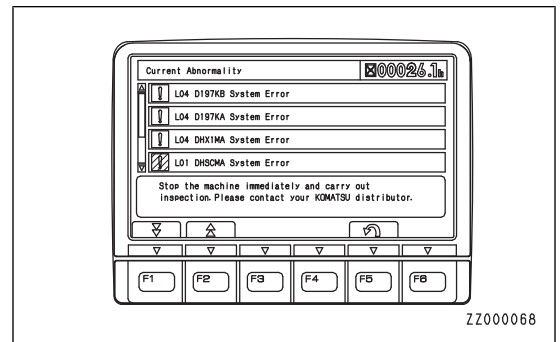 Current Abnormality 00026.1h
L04 D197KB System Error
L04 D197KA System Error
L04 DHX1MA System Error
L01 DHSCMA System Error
Stop the machine immediately and carry out
inspection. Please contact your KOMATSU distributor.
F1 F2 F3 F4 F5 F6
ZZ000068